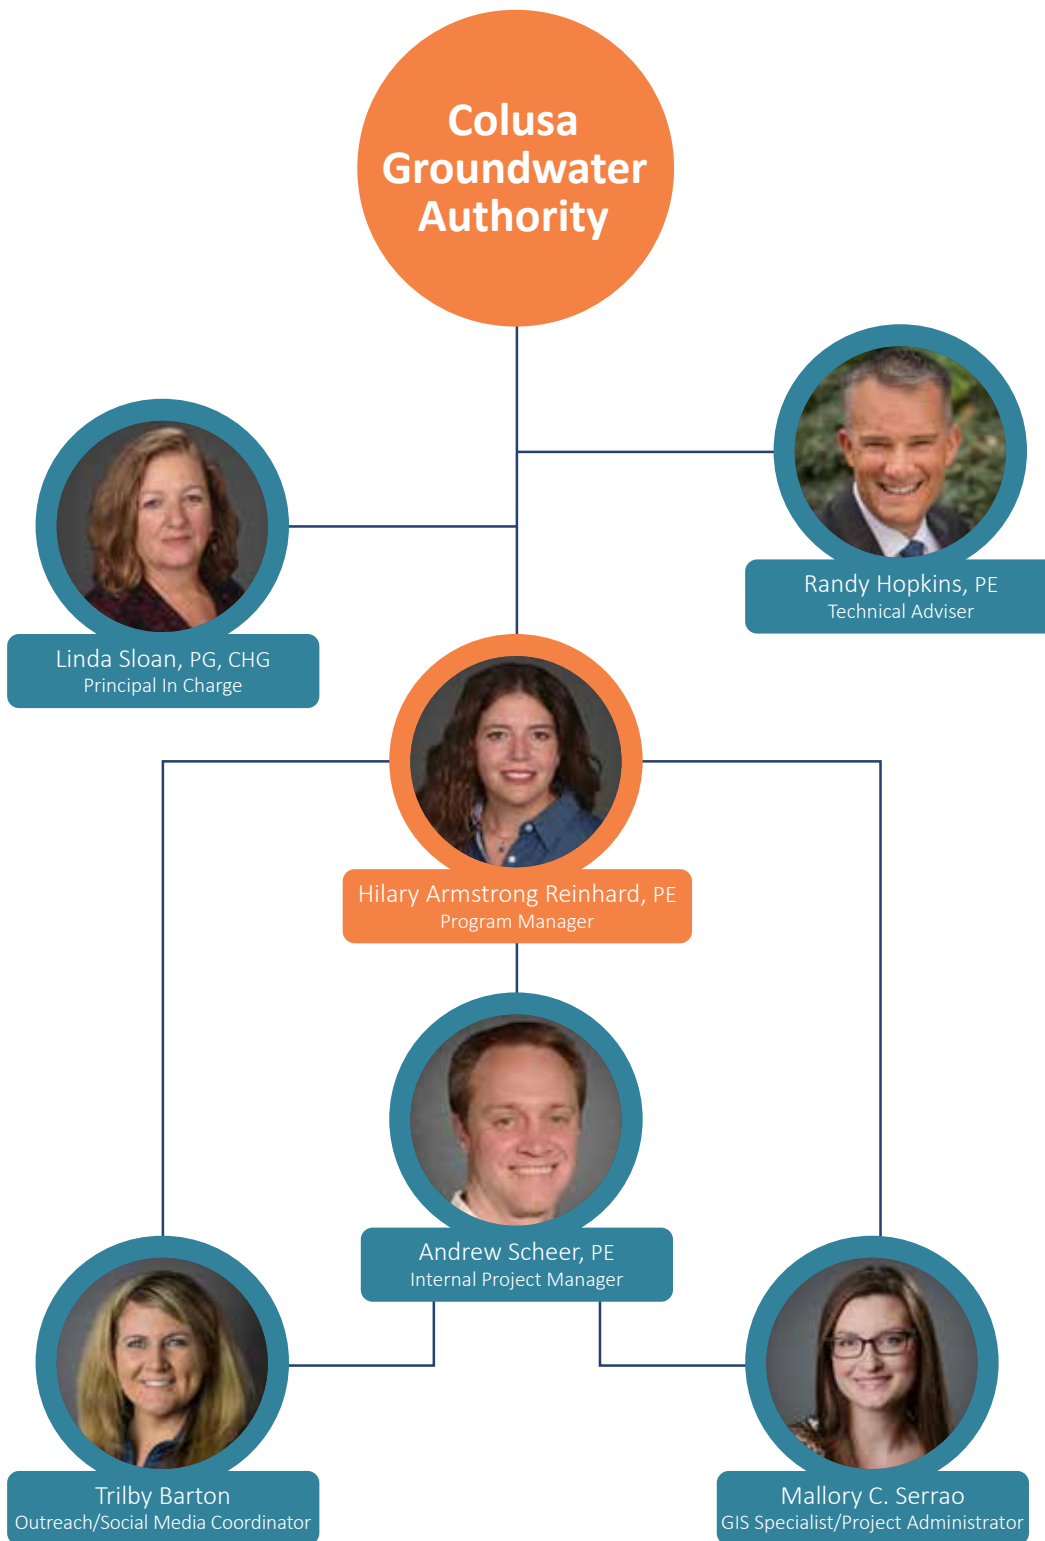 Colusa
Groundwater
Authority
Randy Hopkins, PE
Technical Adviser
Linda Sloan, PG, CHG
Principal In Charge
Hilary Armstrong Reinhard, PE
Program Manager
Andrew Scheer, PE
Internal Project Manager
Trilby Barton
Outreach/Social Media Coordinator
Mallory C. Serrao
GIS Specialist/Project Administrator